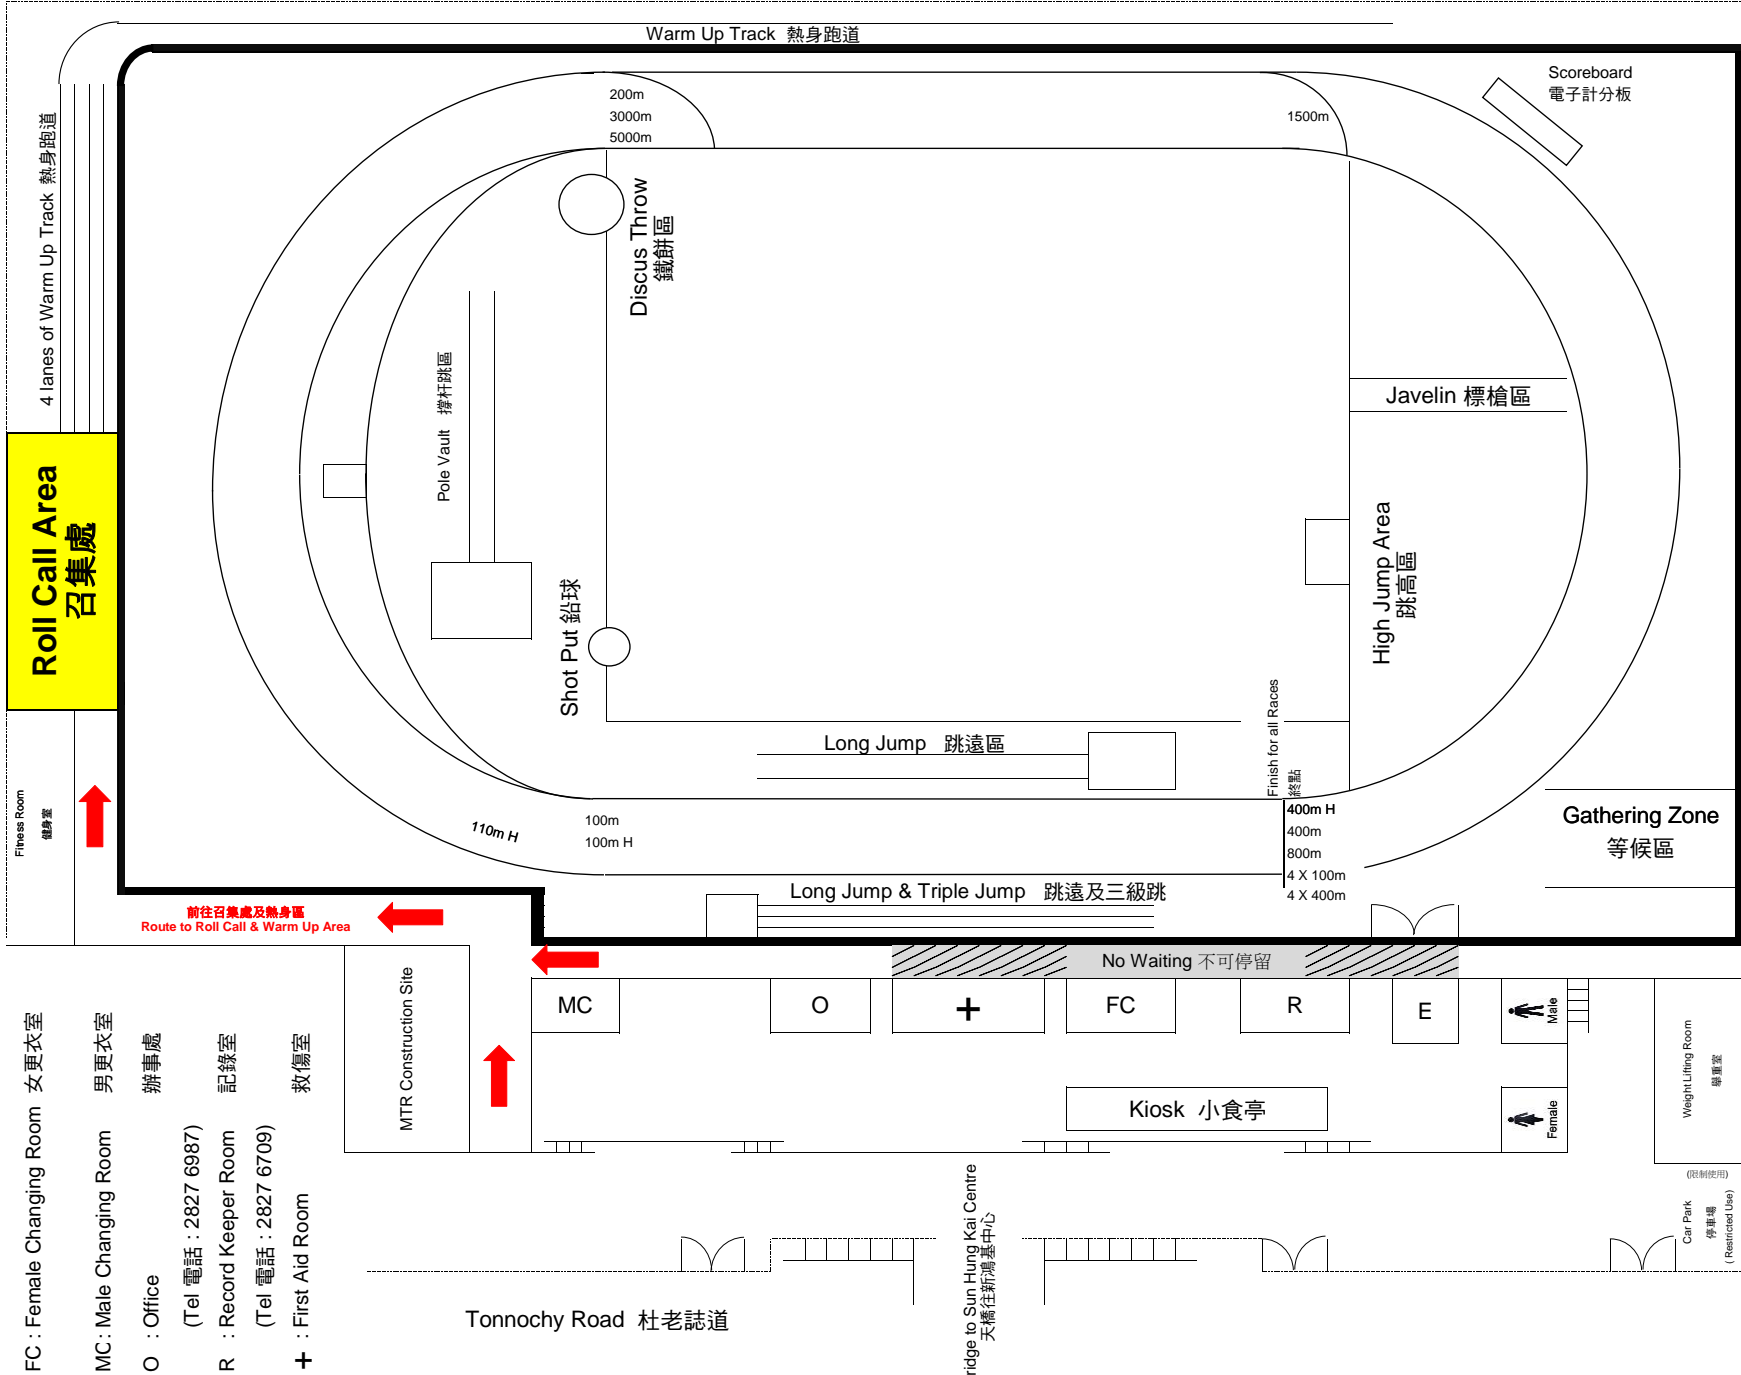 Warm Up Track 熱身跑道
Scoreboard
電子計分板
4 lanes of Warm Up Track 熱身跑道
200m
3000m
5000m
1500m
Discus Throw
鐵餅區
Pole Vault 撑杆跳區
Javelin 標槍區
Roll Call Area
召集處
High Jump Area
跳高區
Shot Put 鉛球
Long Jump 跳遠區
Finish for all Races
終點
Fitness Room
健身室
110m H
100m
100m H
400m H
400m
800m
4 X 100m
4 X 400m
Gathering Zone
等候區
Long Jump & Triple Jump 跳遠及三級跳
前往召集處及熱身區
Route to Roll Call & Warm Up Area
No Waiting 不可停留
MTR Construction Site
MC
O
+
FC
R
E
Male
Female
Kiosk 小食亭
Weight Lifting Room
舉重室
(限制使用)
Car Park
停車場
( Restricted Use)
FC : Female Changing Room 女更衣室
MC : Male Changing Room 男更衣室
O : Office 辦事處
(Tel 電話 : 2827 6987)
R : Record Keeper Room 記錄室
(Tel 電話 : 2827 6709)
+ : First Aid Room 救傷室
Tonnochy Road 杜老誌道
ridge to Sun Hung Kai Centre
天橋往新鴻基中心